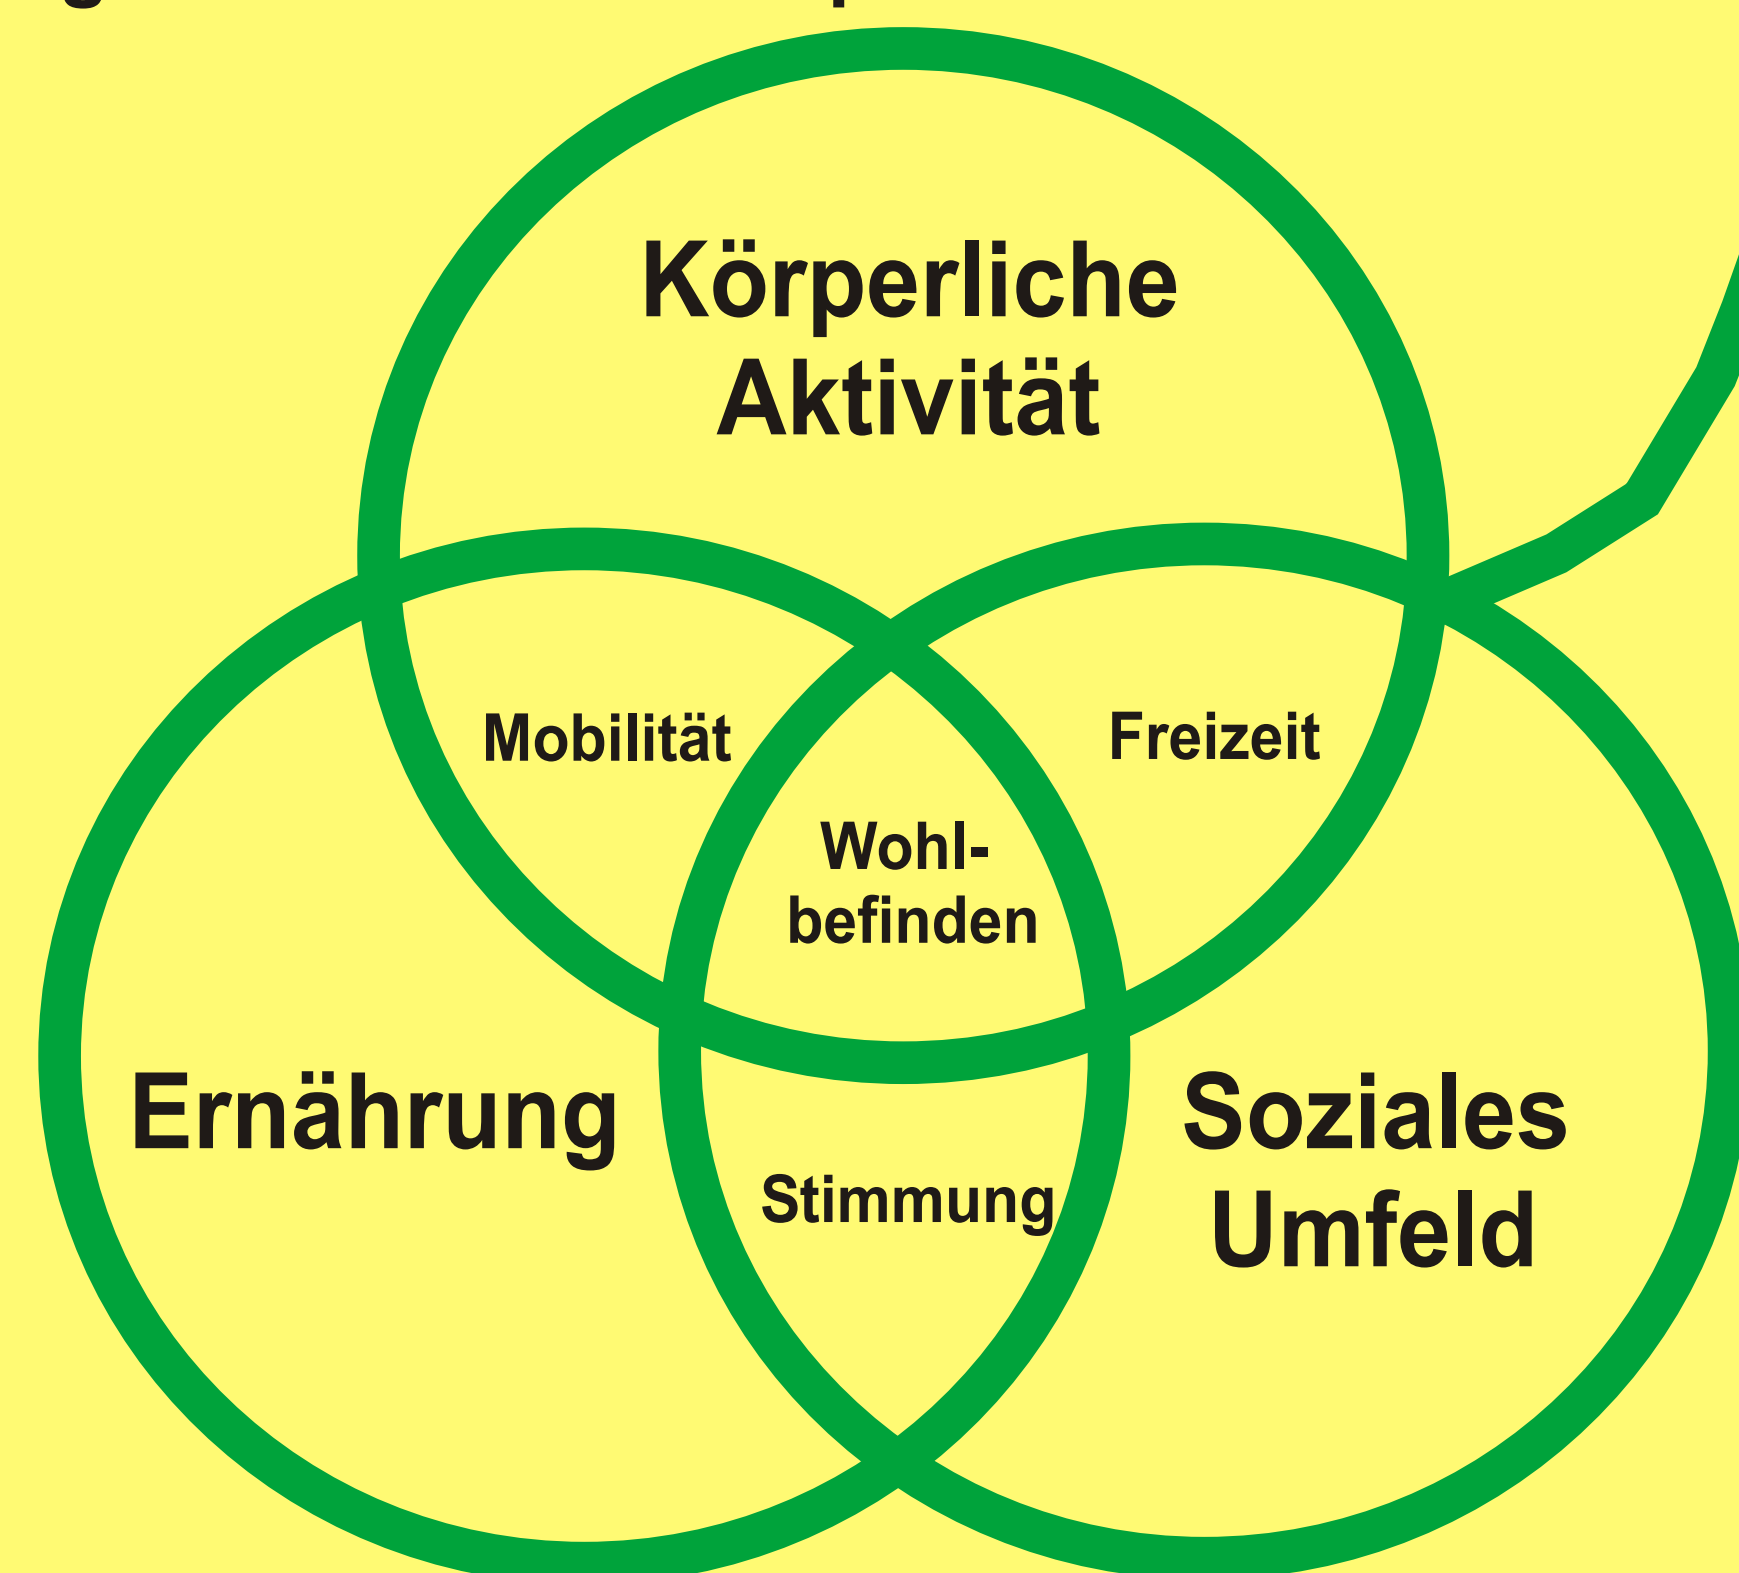 Körperliche
Aktivität
Mobilität
Freizeit
Wohl-
befinden
Ernährung
Soziales
Umfeld
Stimmung